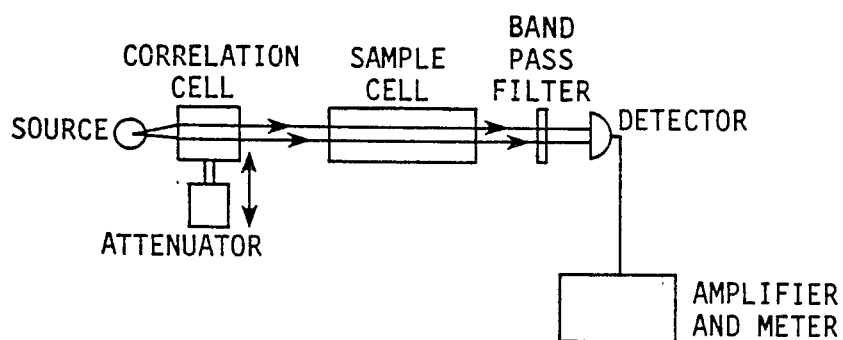 CORRELATION
CELL
SAMPLE
CELL
BAND
PASS
FILTER
SOURCE
DETECTOR
ATTENUATOR
AMPLIFIER
AND METER